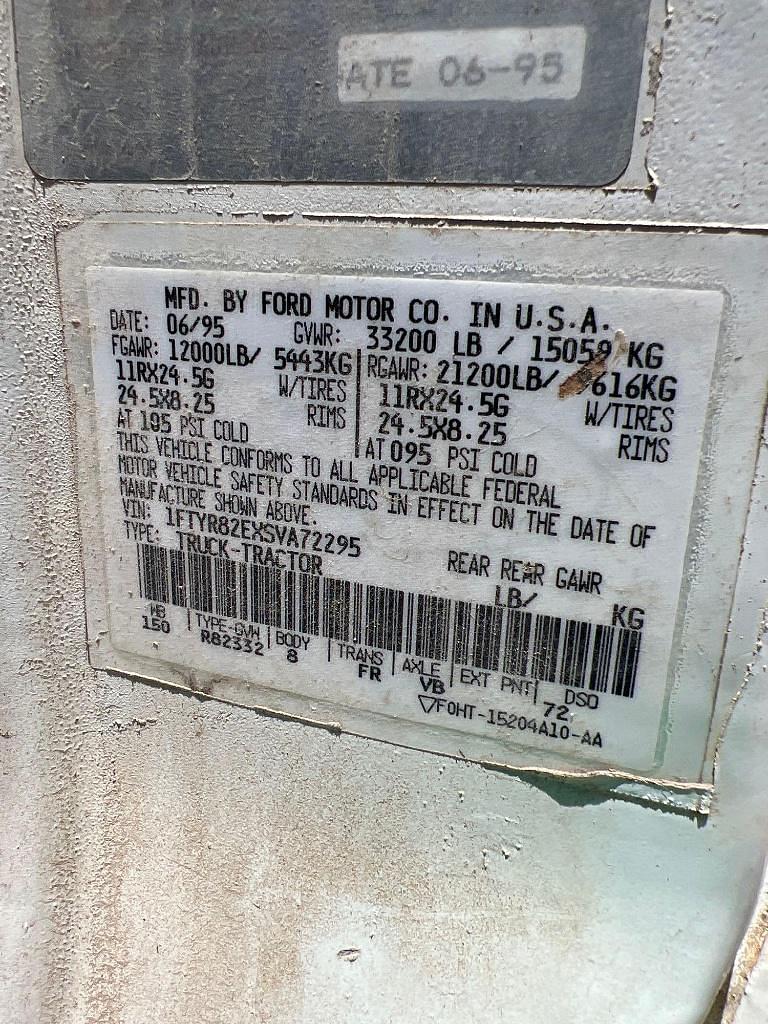 ATE 06-95
MFD. BY FORD MOTOR CO. IN U.S.A.
DATE: 06/95 GVWR: 33200 LB / 15059 KG
FGAWR: 12000LB/ 5443KG RGAWR: 21200LB/ 616KG
11RX24.5G W/TIRES 11RX24.5G W/TIRES
24.5X8.25 RIMS 24.5X8.25 RIMS
AT 195 PSI COLD AT 095 PSI COLD
THIS VEHICLE CONFORMS TO ALL APPLICABLE FEDERAL
MOTOR VEHICLE SAFETY STANDARDS IN EFFECT ON THE DATE OF
MANUFACTURE SHOWN ABOVE.
VIN: 1FTYR82EXSVA72295
TYPE: TRUCK-TRACTOR REAR REAR GAWR
LB/ KG
WB TYPE-GVW BODY TRANS AXLE EXT PNT DSO
150 R82332 8 FR VB 72
▽F0HT-15204A10-AA